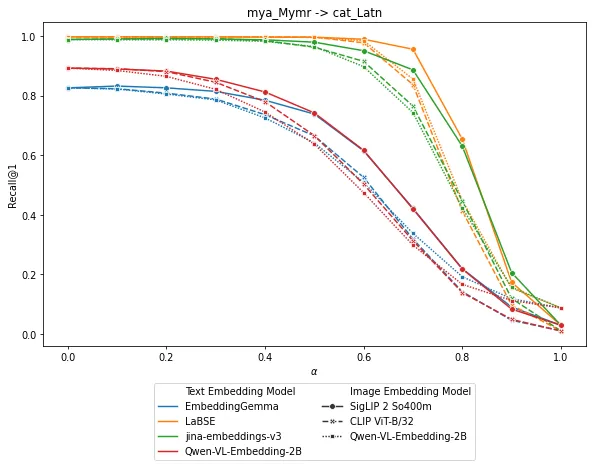 mya_Mymr -> cat_Latn
Recall@1
1.0
0.8
0.6
0.4
0.2
0.0
0.0 0.2 0.4 0.6 0.8 1.0
α
Text Embedding Model
EmbeddingGemma
LaBSE
jina-embeddings-v3
Qwen-VL-Embedding-2B
Image Embedding Model
SigLIP 2 So400m
CLIP ViT-B/32
Qwen-VL-Embedding-2B